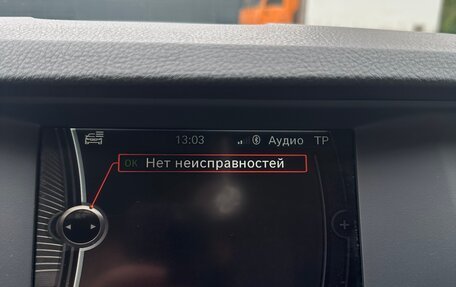 13:03 Аудио TP
OK Нет неисправностей